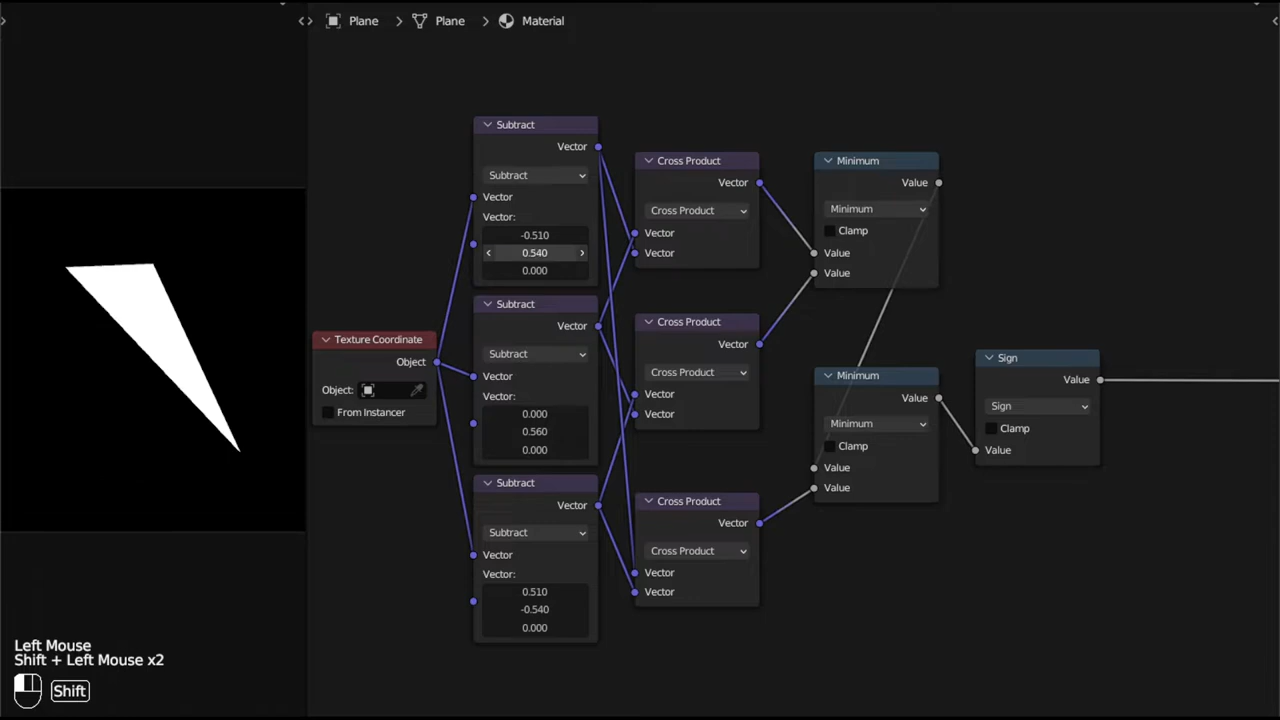 Plane > Plane > Material
Subtract
Vector
Subtract
Vector
Vector:
-0.510
0.540
0.000
Subtract
Vector
Subtract
Vector
Vector:
0.000
0.560
0.000
Subtract
Vector
Subtract
Vector
Vector:
0.510
-0.540
0.000
Texture Coordinate
Object
Object:
From Instancer
Cross Product
Vector
Cross Product
Vector
Vector
Cross Product
Vector
Cross Product
Vector
Vector
Cross Product
Vector
Cross Product
Vector
Vector
Minimum
Value
Minimum
Clamp
Value
Value
Minimum
Value
Minimum
Clamp
Value
Value
Sign
Value
Sign
Clamp
Value
Left Mouse
Shift + Left Mouse x2
Shift